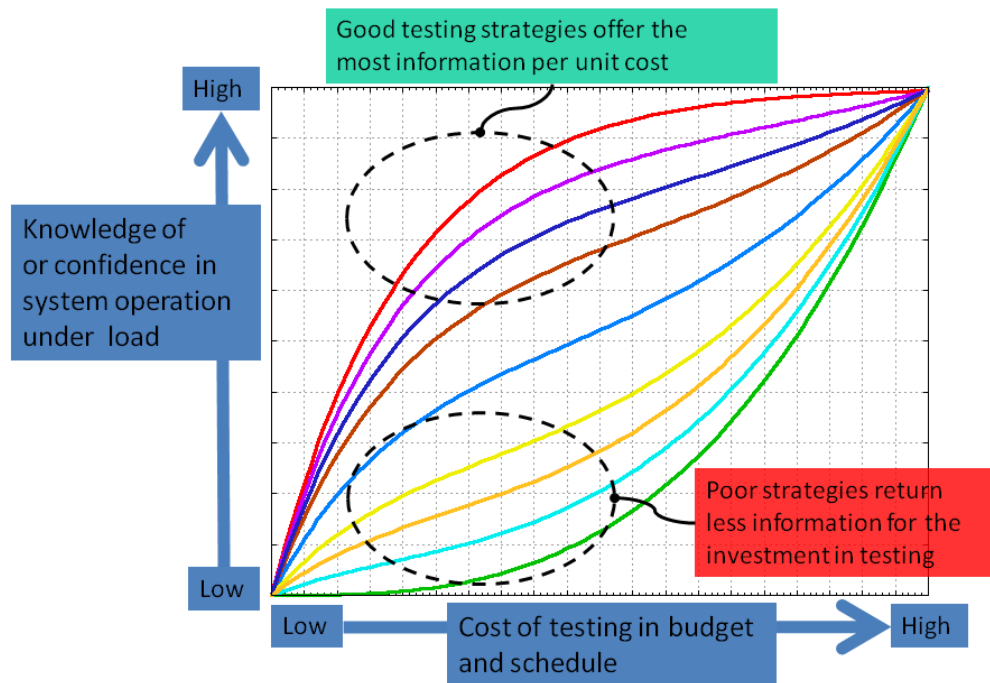 Good testing strategies offer the
most information per unit cost
High
Knowledge of
or confidence in
system operation
under load
Poor strategies return
less information for the
investment in testing
Low
Low
Cost of testing in budget
and schedule
High